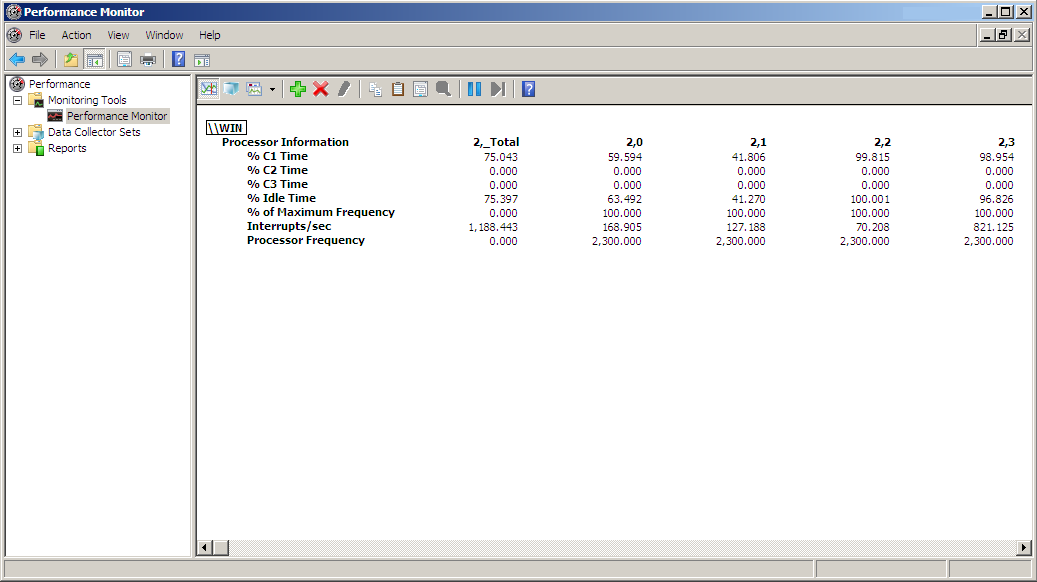 Performance Monitor
File Action View Window Help
Performance
Monitoring Tools
Performance Monitor
Data Collector Sets
Reports
\\WIN
Processor Information 2,_Total 2,0 2,1 2,2 2,3
% C1 Time 75.043 59.594 41.806 99.815 98.954
% C2 Time 0.000 0.000 0.000 0.000 0.000
% C3 Time 0.000 0.000 0.000 0.000 0.000
% Idle Time 75.397 63.492 41.270 100.001 96.826
% of Maximum Frequency 0.000 100.000 100.000 100.000 100.000
Interrupts/sec 1,188.443 168.905 127.188 70.208 821.125
Processor Frequency 0.000 2,300.000 2,300.000 2,300.000 2,300.000